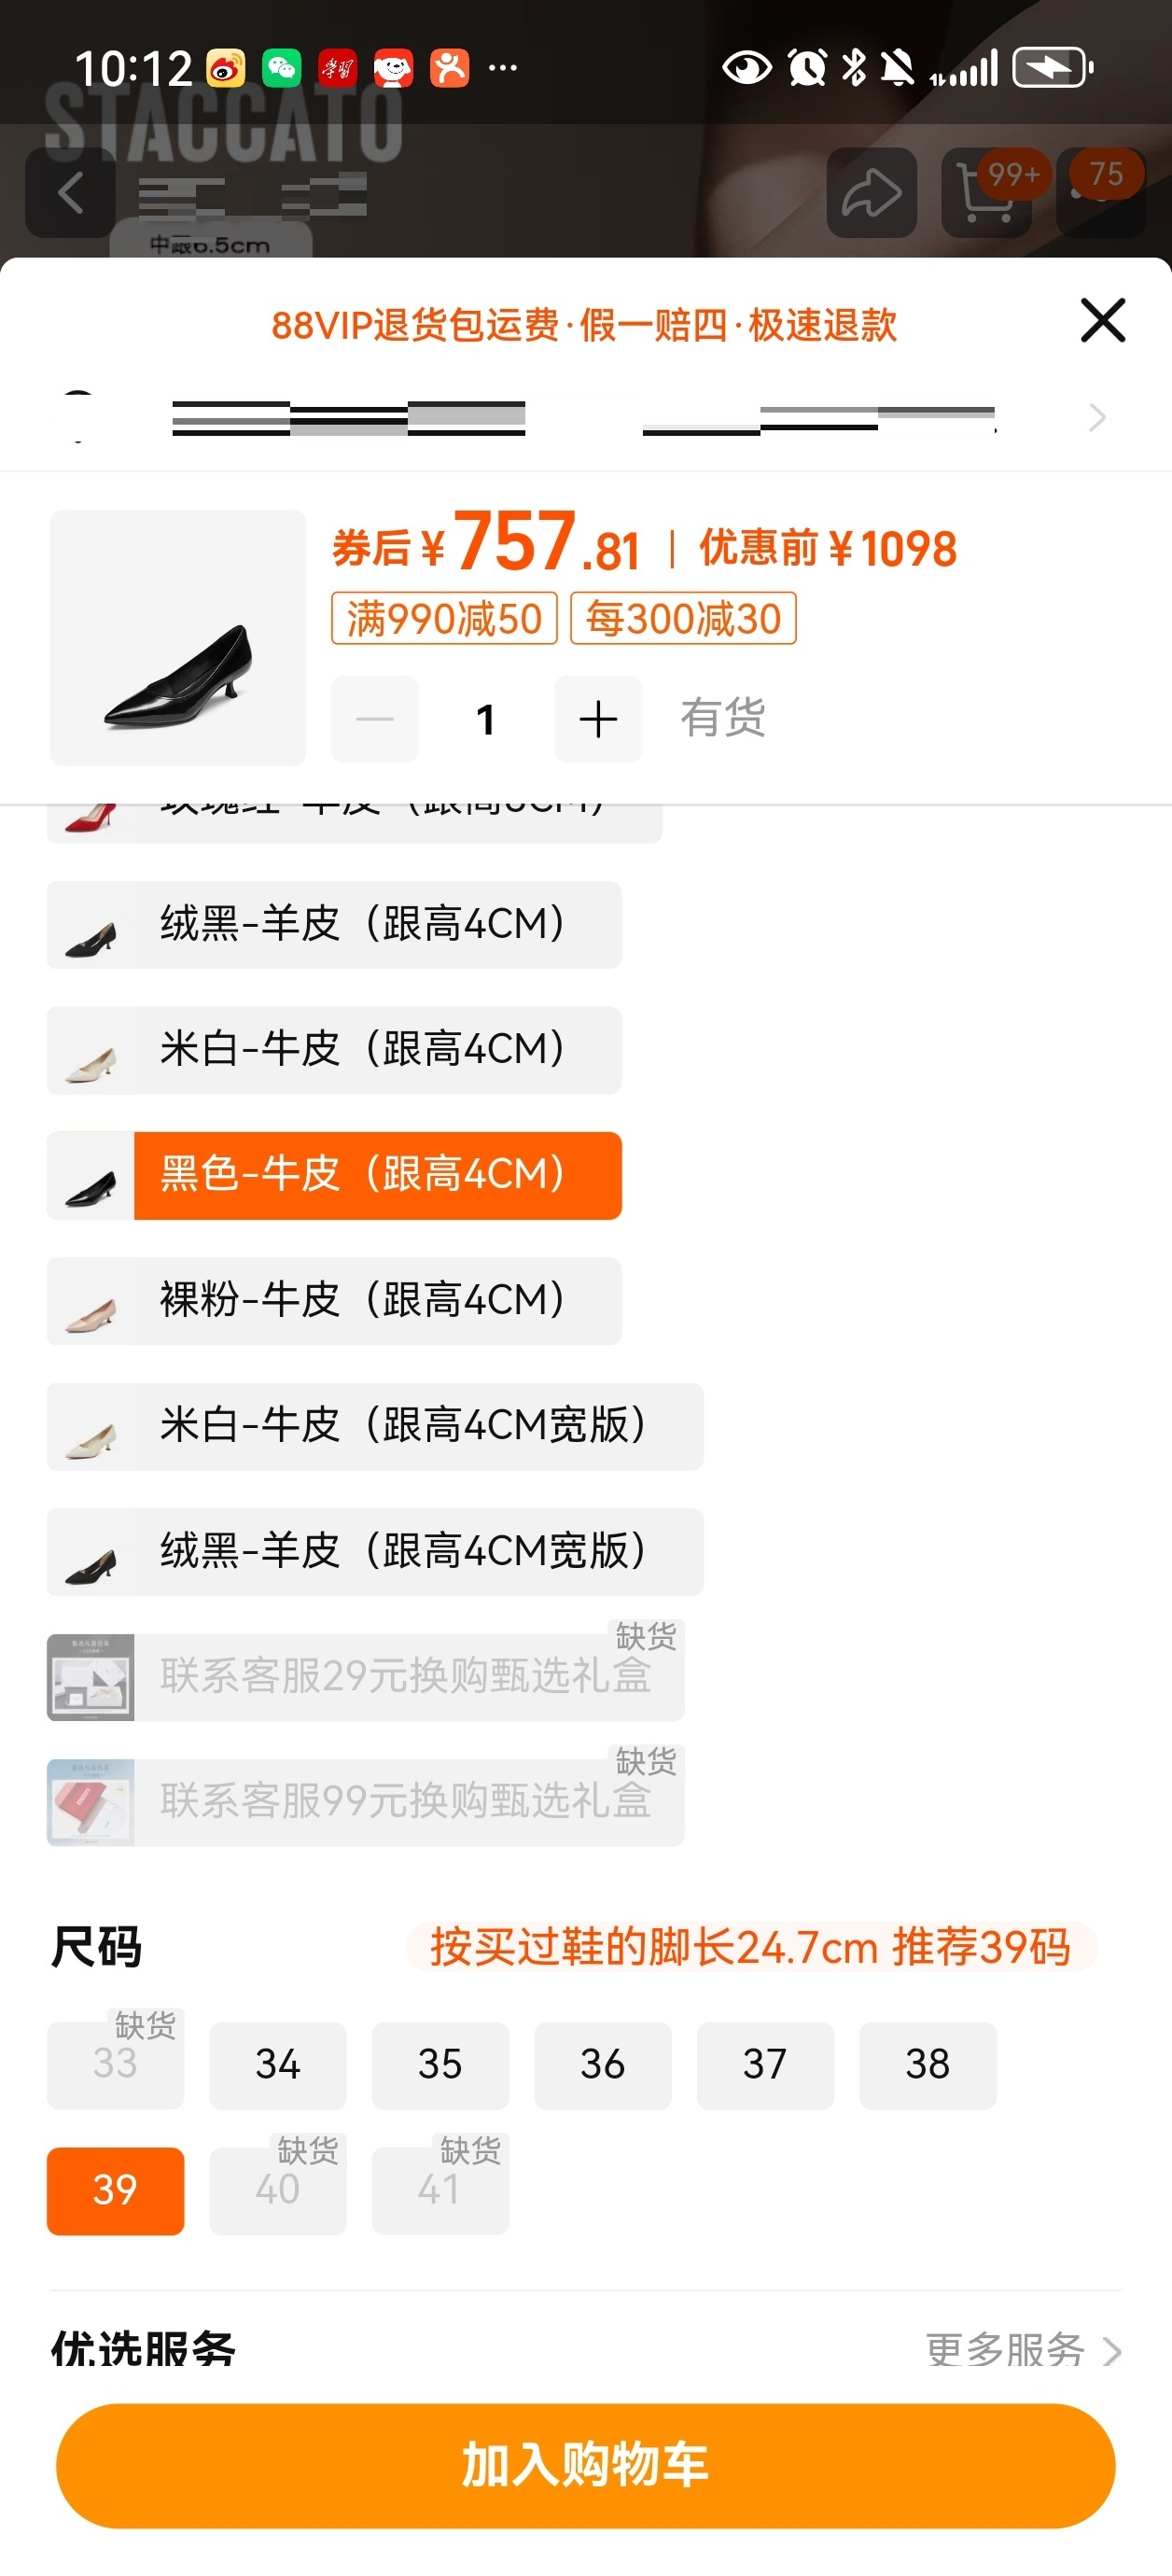 10:12
STACCATO
99+
75
中跟6.5cm
88VIP退货包运费·假一赔四·极速退款
券后¥757.81 | 优惠前¥1098
满990减50 每300减30
1 有货
绒黑-羊皮（跟高4CM）
米白-牛皮（跟高4CM）
黑色-牛皮（跟高4CM）
裸粉-牛皮（跟高4CM）
米白-牛皮（跟高4CM宽版）
绒黑-羊皮（跟高4CM宽版）
缺货
联系客服29元换购甄选礼盒
缺货
联系客服99元换购甄选礼盒
尺码 按买过鞋的脚长24.7cm 推荐39码
缺货
33 34 35 36 37 38
缺货 缺货
39 40 41
优选服务 更多服务
加入购物车